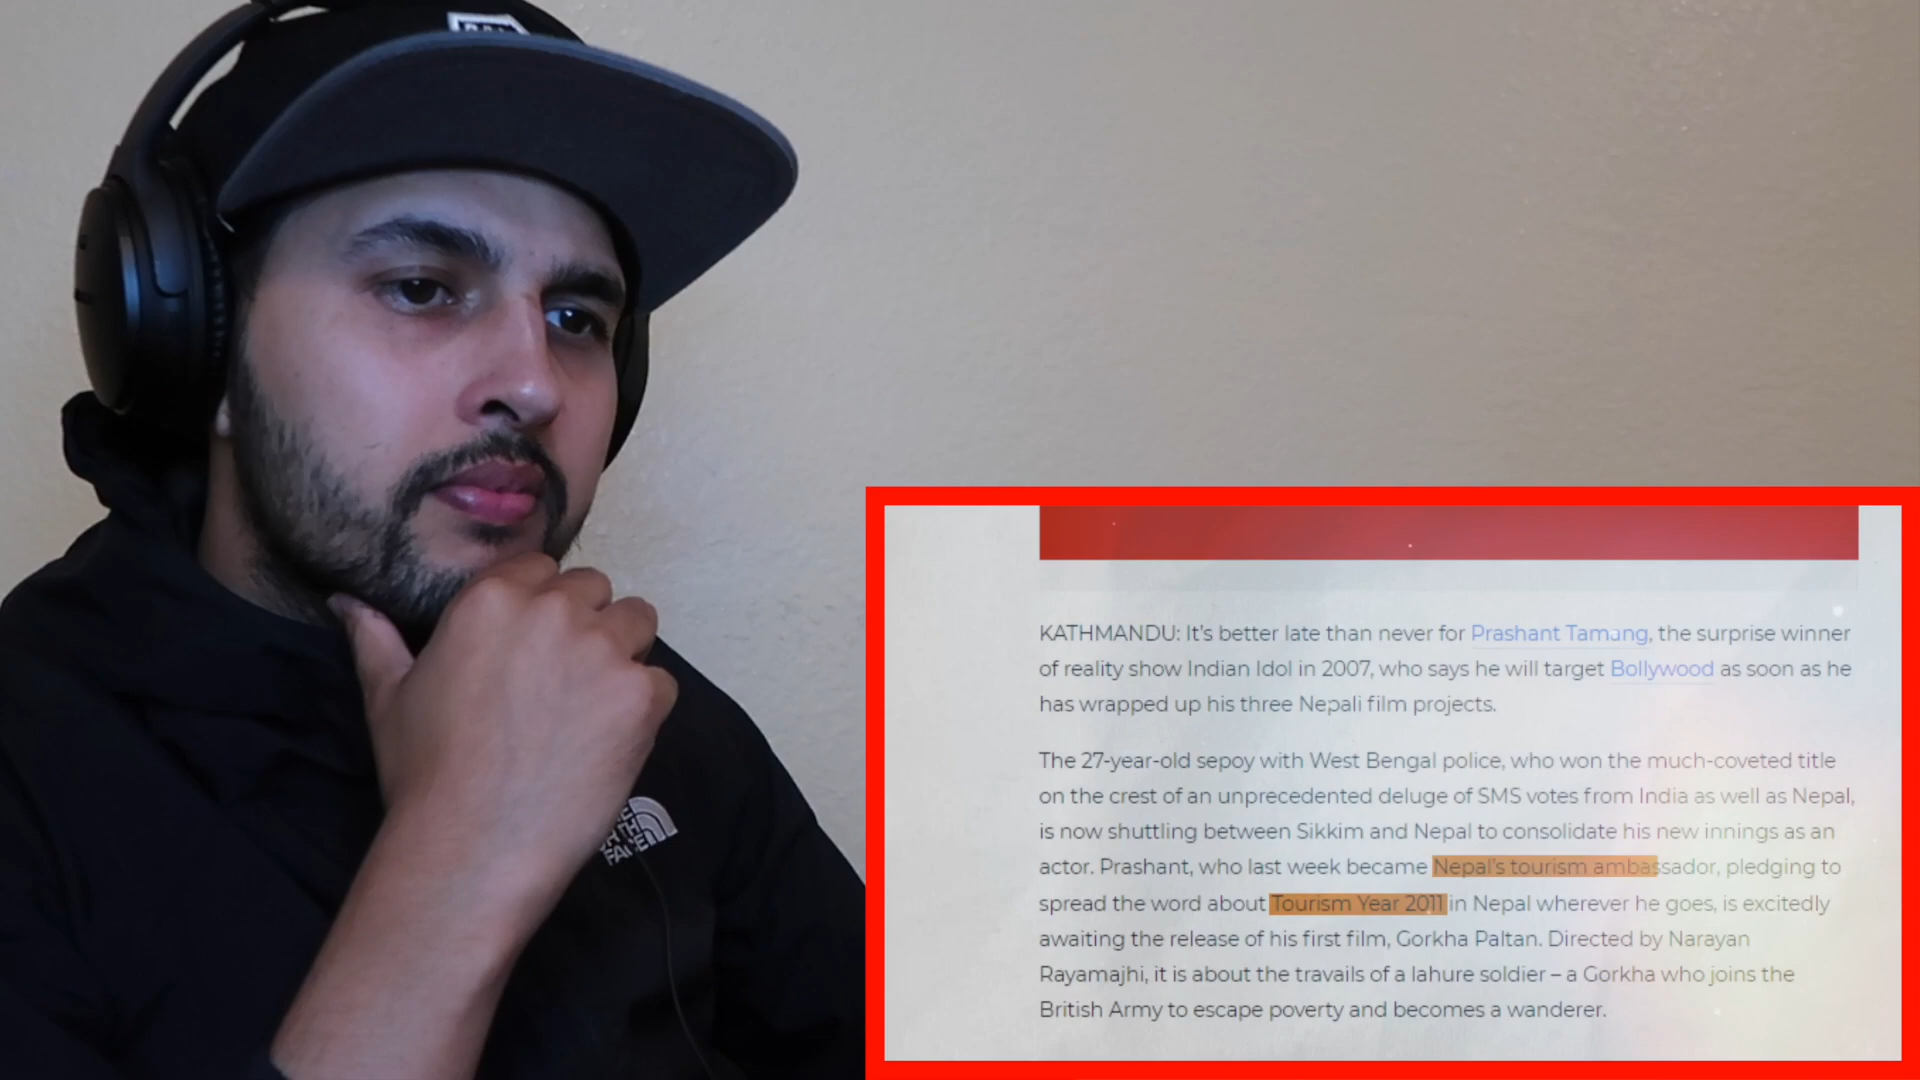 THE
NORTH
FACE
KATHMANDU: It's better late than never for Prashant Tamang, the surprise winner
of reality show Indian Idol in 2007, who says he will target Bollywood as soon as he
has wrapped up his three Nepali film projects.
The 27-year-old sepoy with West Bengal police, who won the much-coveted title
on the crest of an unprecedented deluge of SMS votes from India as well as Nepal,
is now shuttling between Sikkim and Nepal to consolidate his new innings as an
actor. Prashant, who last week became Nepal's tourism ambassador, pledging to
spread the word about Tourism Year 2011 in Nepal wherever he goes, is excitedly
awaiting the release of his first film, Gorkha Paltan. Directed by Narayan
Rayamajhi, it is about the travails of a lahure soldier – a Gorkha who joins the
British Army to escape poverty and becomes a wanderer.